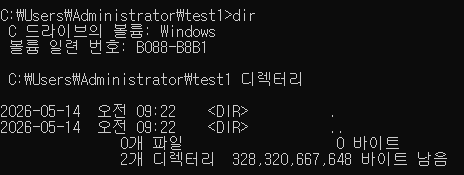 C:\Users\Administrator\test1>dir
C 드라이브의 볼륨: Windows
볼륨 일련 번호: B088-B8B1
C:\Users\Administrator\test1 디렉터리
2026-05-14  오전 09:22    <DIR>          .
2026-05-14  오전 09:22    <DIR>          ..
0개 파일                   0 바이트
2개 디렉터리  328,320,667,648 바이트 남음